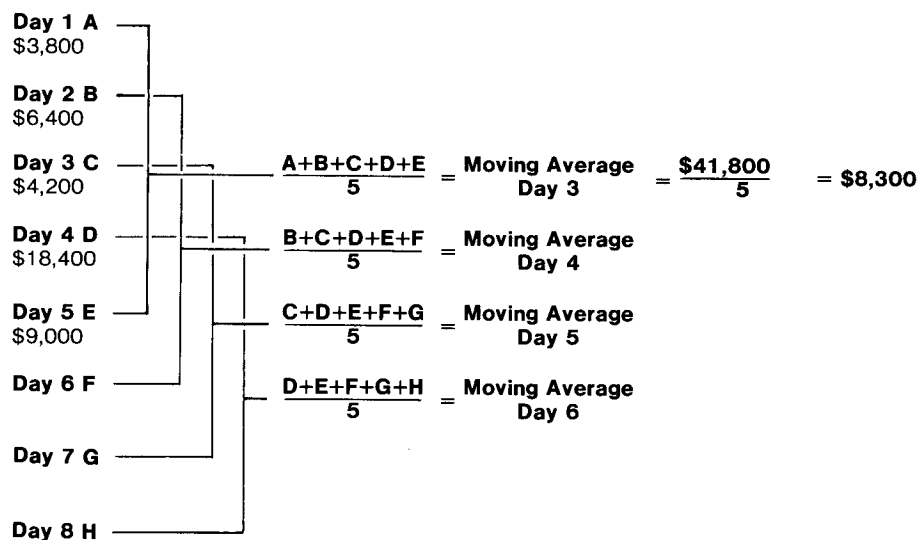 Day 1 A
$3,800
Day 2 B
$6,400
Day 3 C
$4,200
Day 4 D
$18,400
Day 5 E
$9,000
Day 6 F
Day 7 G
Day 8 H
A+B+C+D+E
5
= Moving Average
Day 3
= $41,800
5
= $8,300
B+C+D+E+F
5
= Moving Average
Day 4
C+D+E+F+G
5
= Moving Average
Day 5
D+E+F+G+H
5
= Moving Average
Day 6